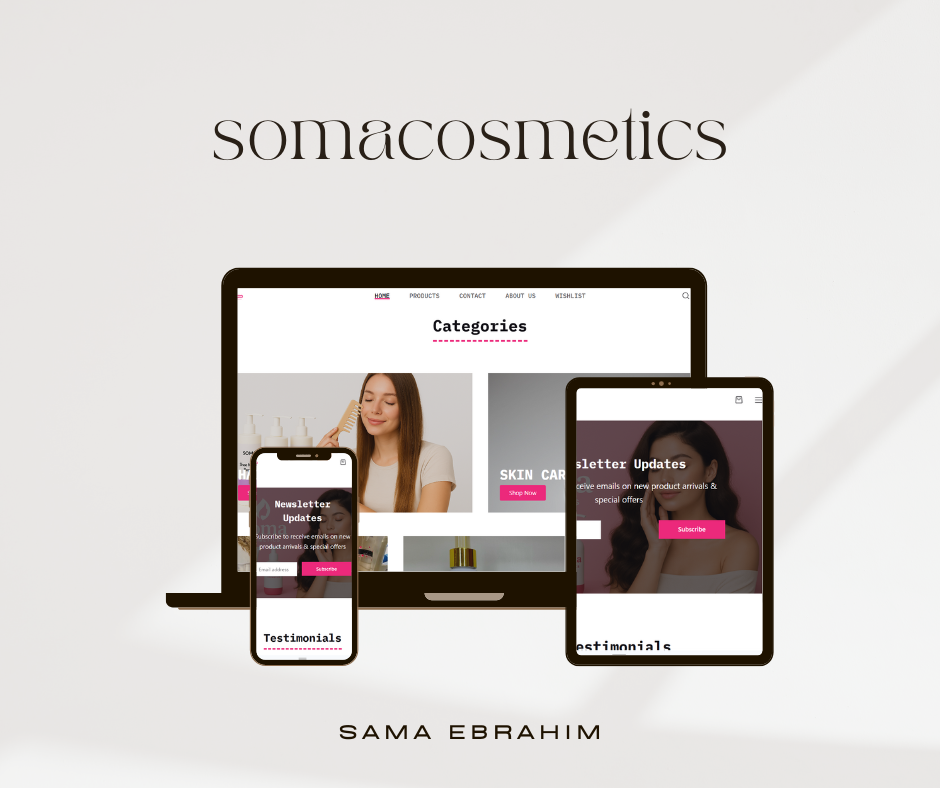 somacosmetics
HOME PRODUCTS CONTACT ABOUT US WISHLIST
Categories
SKIN CAR
Shop Now
Newsletter
Updates
Subscribe to receive emails on new
product arrivals & special offers
Email address
Subscribe
Testimonials
sletter Updates
ceive emails on new product arrivals &
special offers
Subscribe
estimonials
SAMA EBRAHIM